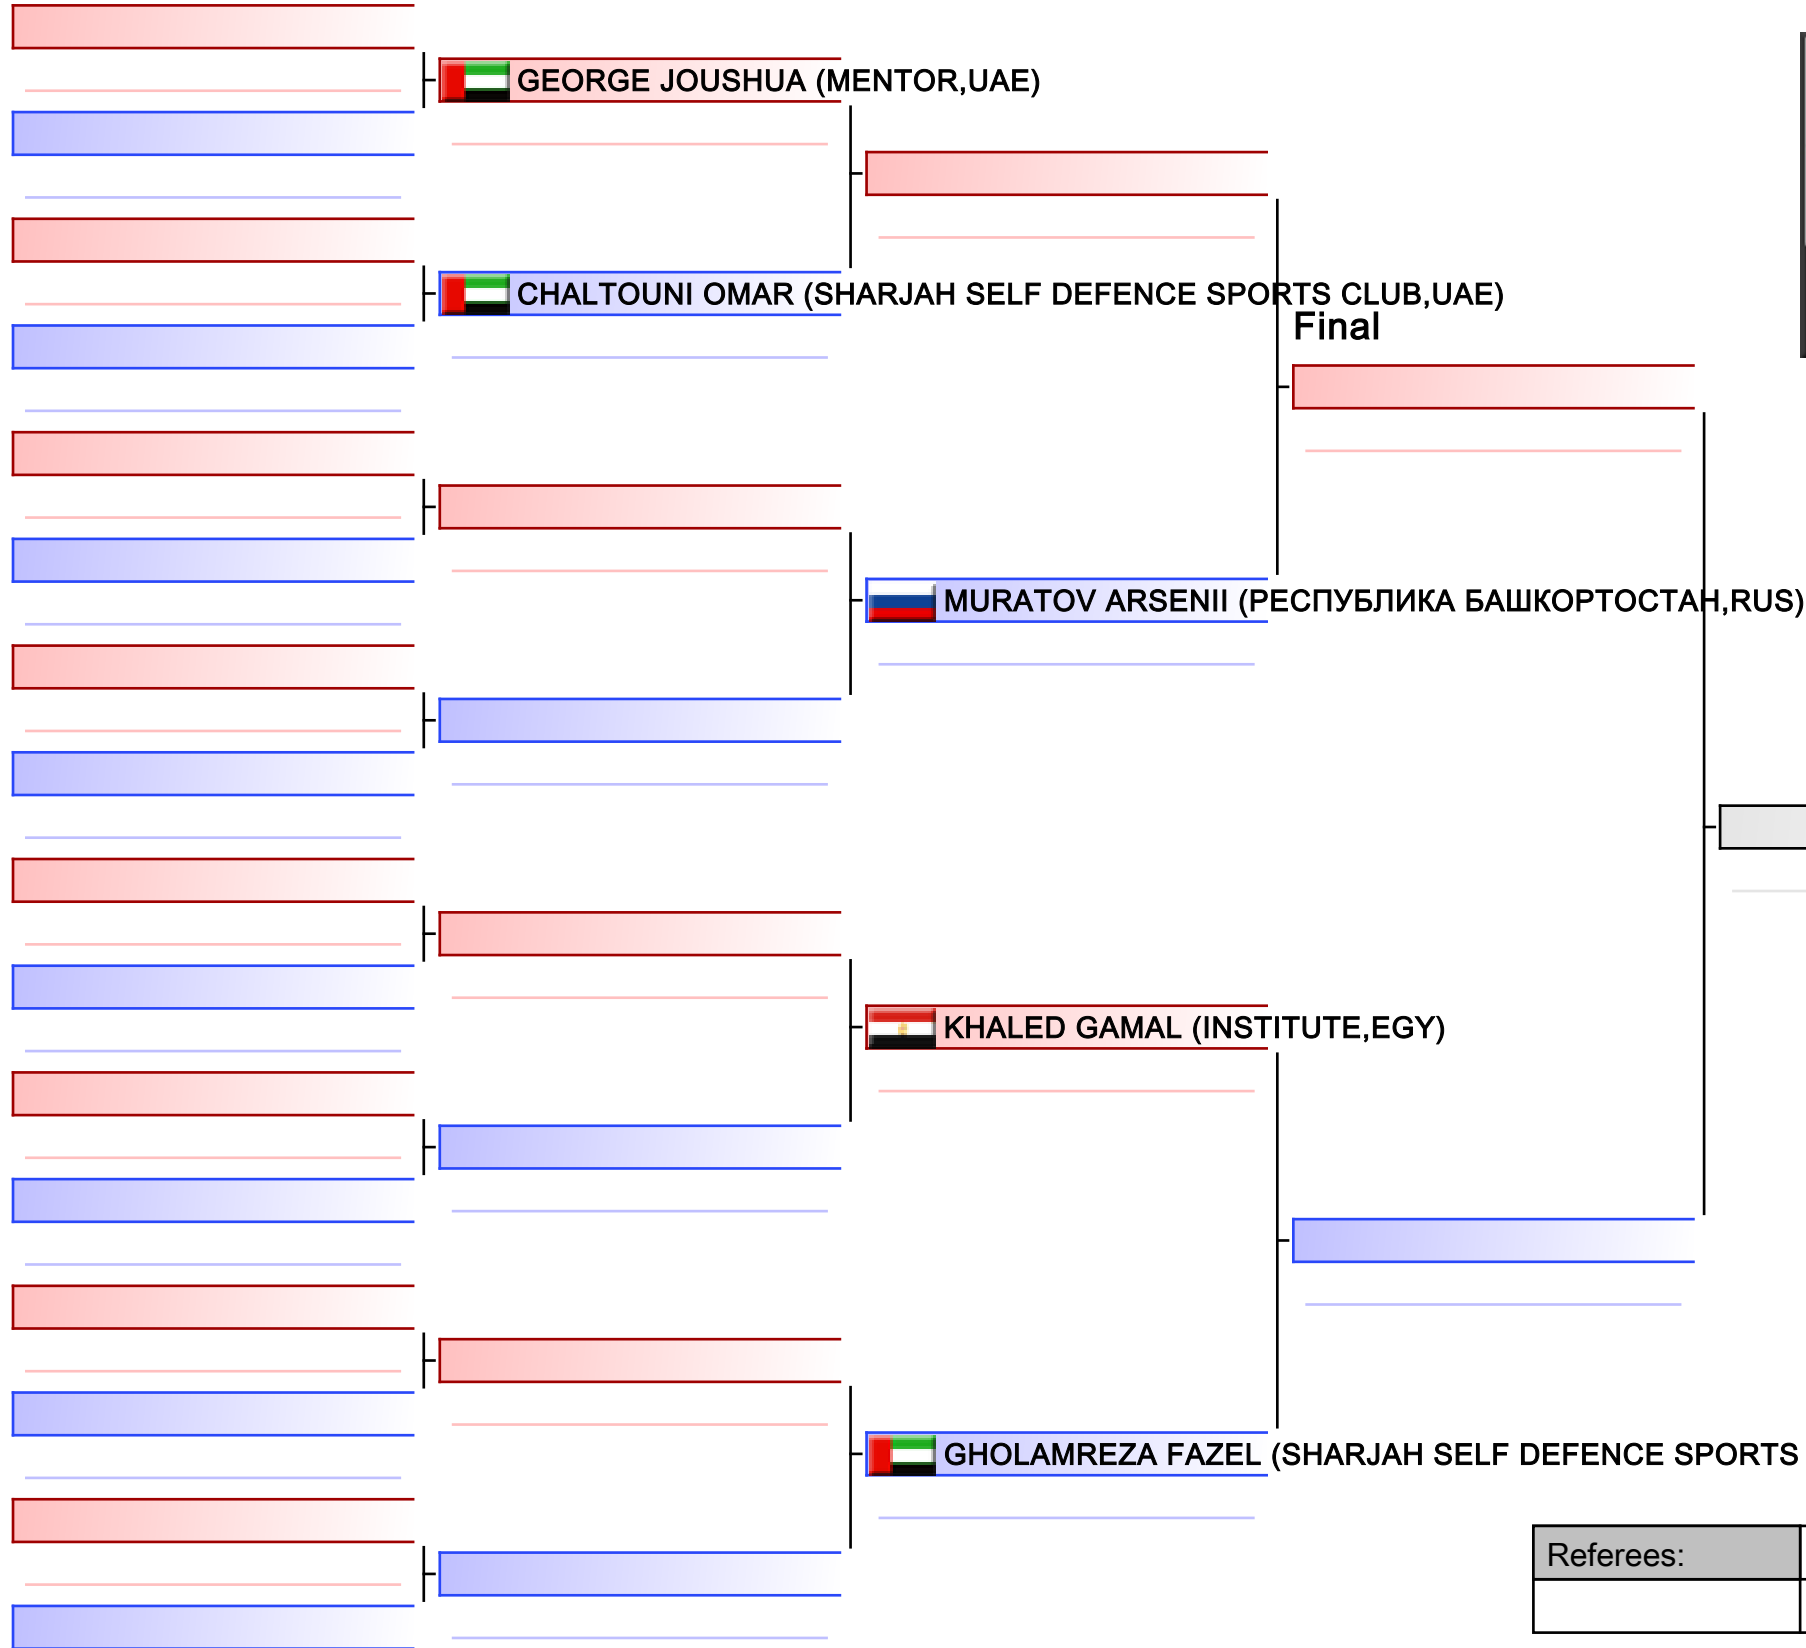 GEORGE JOUSHUA (MENTOR,UAE)
CHALTOUNI OMAR (SHARJAH SELF DEFENCE SPORTS CLUB,UAE)
Final
MURATOV ARSENII (РЕСПУБЛИКА БАШКОРТОСТАН,RUS)
KHALED GAMAL (INSTITUTE,EGY)
GHOLAMREZA FAZEL (SHARJAH SELF DEFENCE SPORTS
Referees: